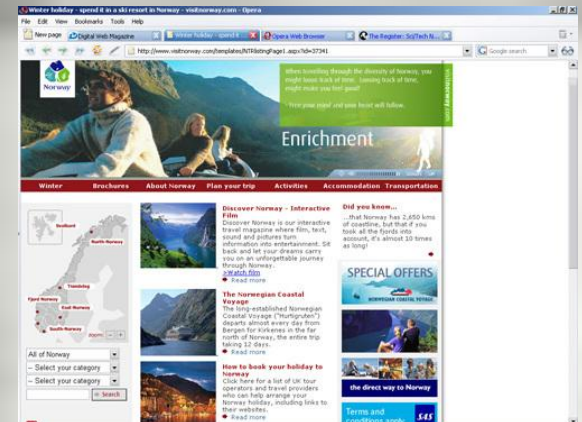 Winter holiday - spend it in a ski resort in Norway - visitnorway.com - Opera
File Edit View Bookmarks Tools Help
New page
Digital Web Magazine
Winter holiday - spend it
Opera Web Browser
The Register: Sci/Tech N...
http://www.visitnorway.com/templates/NTRlistingPage1.aspx?id=37341
Google search
Norway
When travelling through the diversity of Norway, you
might loose track of time. Loosing track of time,
might make you feel good!
- Free your mind and your heart will follow.
visitnorway.com
Enrichment
Winter Brochures About Norway Plan your trip Activities Accommodation Transportation
Svalbard
North Norway
Trøndelag
Fjord Norway
East Norway
South Norway
zoom:
All of Norway
-- Select your category
-- Select your category
Search
Discover Norway - Interactive
Film
Discover Norway is our interactive
travel magazine where film, text,
sound and pictures turn
information into entertainment. Sit
back and let your dreams carry
you on an unforgettable journey
through Norway.
>Watch film
Read more
The Norwegian Coastal
Voyage
The long-established Norwegian
Coastal Voyage ("Hurtigruten")
departs almost every day from
Bergen for Kirkenes in the far
north of Norway, the entire trip
taking 12 days.
Read more
How to book your holiday to
Norway
Click here for a list of UK tour
operators and travel providers
who can help arrange your
Norway holiday, including links to
their websites.
Read more
Did you know...
...that Norway has 2,650 kms
of coastline, but that if you
took all the fjords into
account, it's almost 10 times
as long!
SPECIAL OFFERS
NORWEGIAN COASTAL VOYAGE
the direct way to Norway
Terms and
conditions apply
SAS